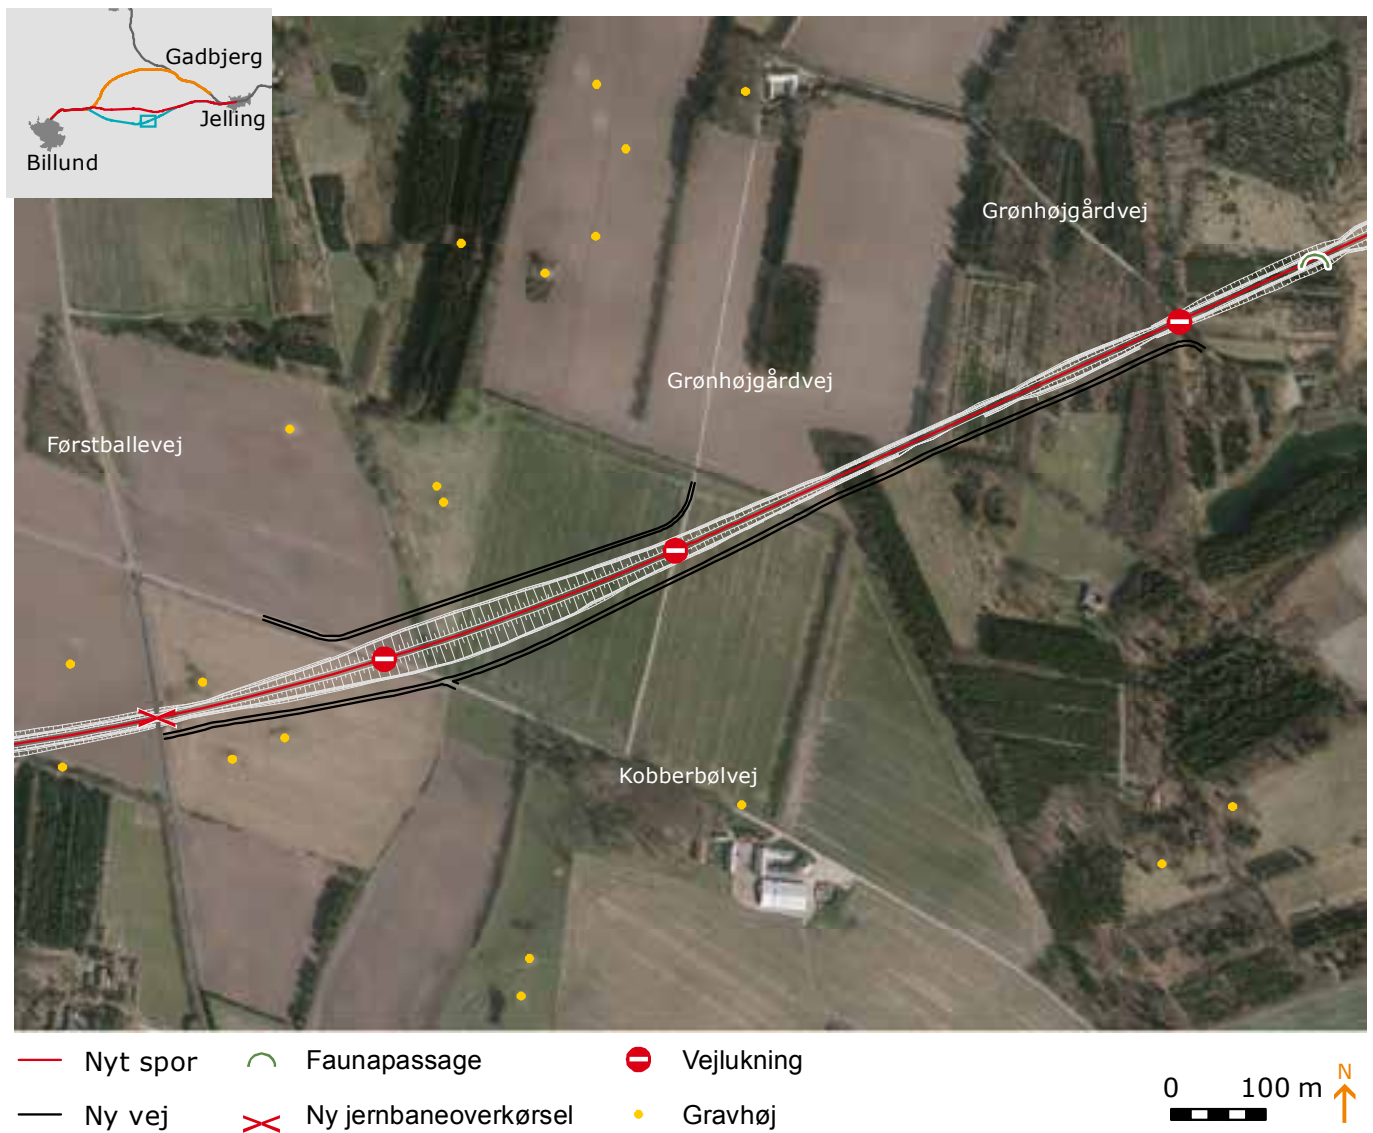 Gadbjerg
Jelling
Billund
Grønhøjgårdvej
Grønhøjgårdvej
Førstballevej
Kobberbølvej
Nyt spor
Faunapassage
Vejlukning
Ny vej
Ny jernbaneoverkørsel
Gravhøj
0 100 m
N